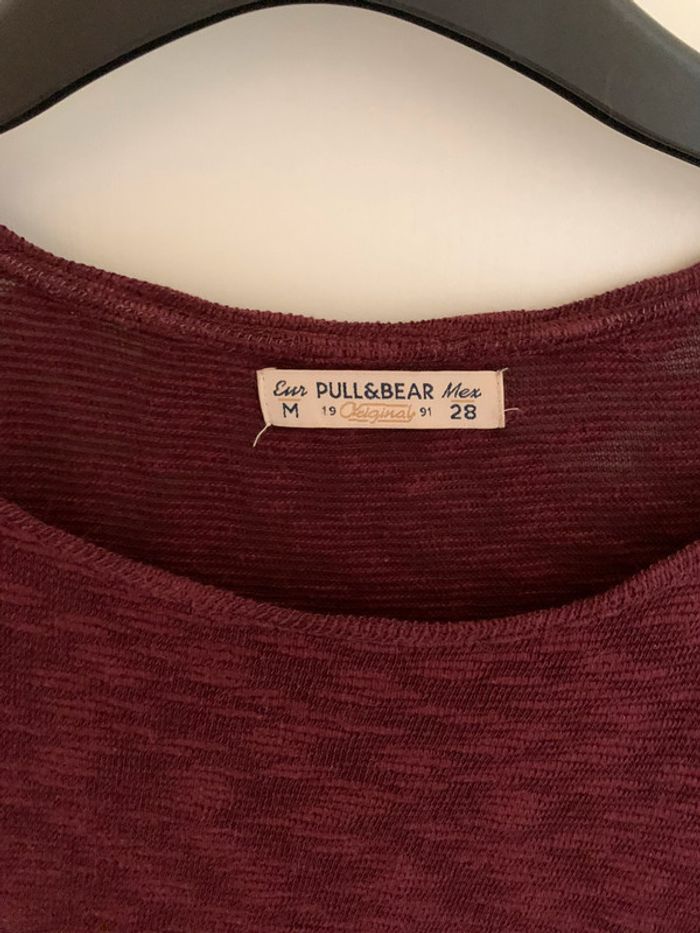 Eur PULL&BEAR Mex
M 19 Original 91 28